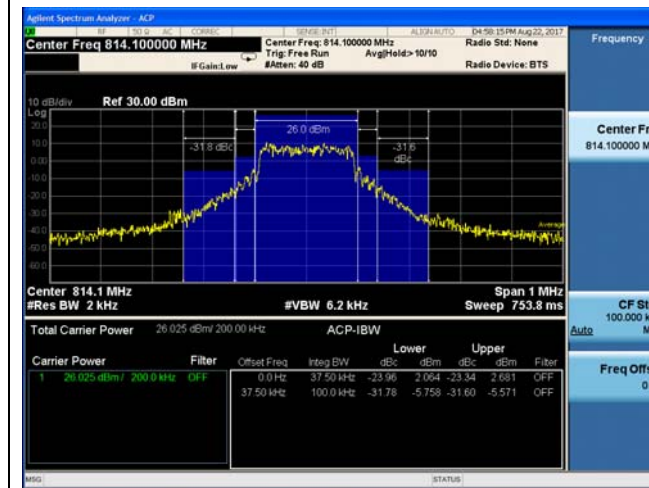 Agilent Spectrum Analyzer - ACP
RF 50 Ω AC CORREC SENSE:INT ALIGN AUTO 04:58:15 PM Aug 22, 2017
Center Freq 814.100000 MHz
Center Freq: 814.100000 MHz
Radio Std: None
Trig: Free Run Avg|Hold:>10/10
IFGain:Low
#Atten: 40 dB
Radio Device: BTS
Frequency
10 dB/div Ref 30.00 dBm
Log
20.0
10.0
0.00
-10.0
-20.0
-30.0
-40.0
-50.0
-60.0
-31.8 dBc
26.0 dBm
-31.6
dBc
Average
Center Fr
814.100000 M
Center 814.1 MHz
Span 1 MHz
#Res BW 2 kHz
#VBW 6.2 kHz
Sweep 753.8 ms
CF St
100.000
Auto M
Total Carrier Power 26.025 dBm/ 200.00 kHz ACP-IBW
Lower Upper
Carrier Power Filter Offset Freq Integ BW dBc dBm dBc dBm Filter
1 26.025 dBm / 200.0 kHz OFF 0.0 Hz 37.50 kHz -23.96 2.064 -23.34 2.681 OFF
37.50 kHz 100.0 kHz -31.78 -5.758 -31.60 -5.571 OFF
Freq Offs
0
MSG STATUS